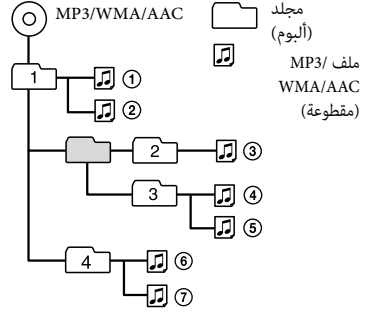 MP3/WMA/AAC
مجلد
(ألبوم)
ملف MP3/
WMA/AAC
(مقطوعة)
1
①
②
2
③
3
④
⑤
4
⑥
⑦